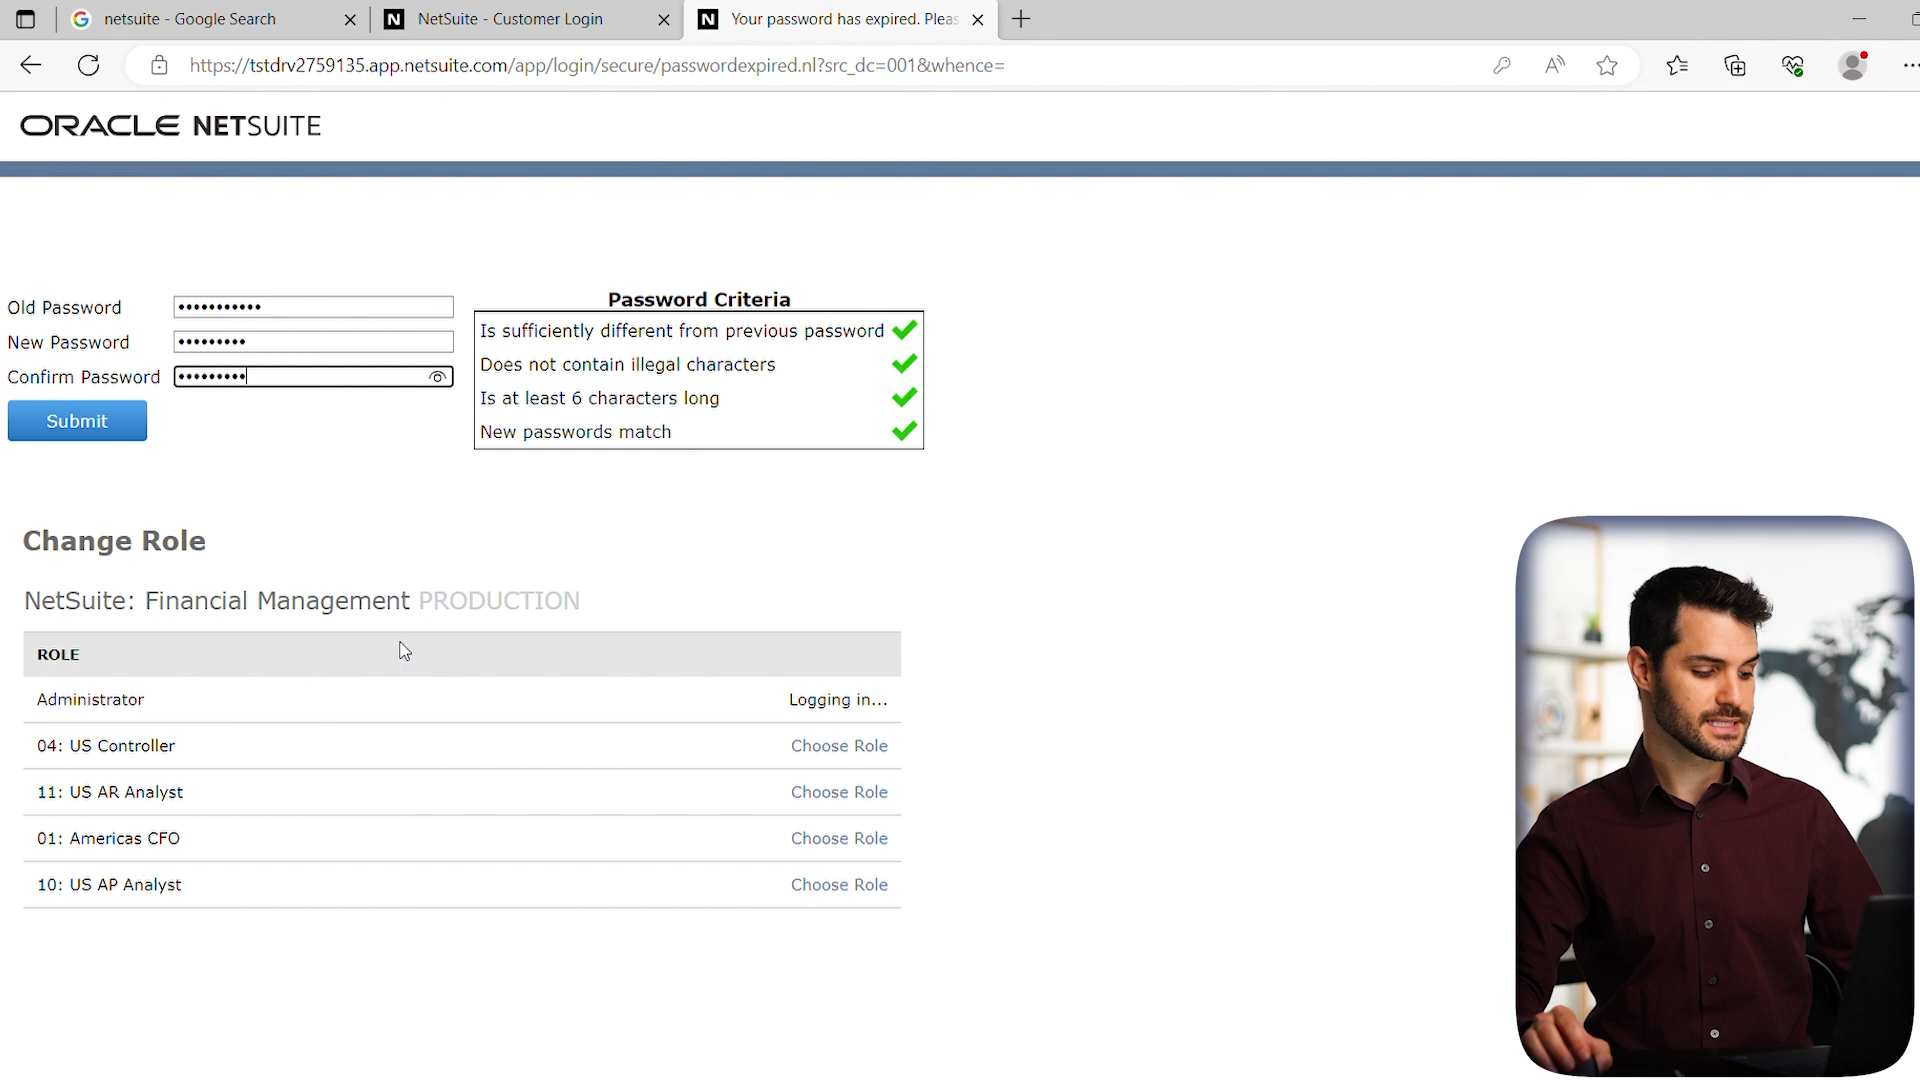 netsuite - Google Search
NetSuite - Customer Login
Your password has expired. Pleas
https://tstdrv2759135.app.netsuite.com/app/login/secure/passwordexpired.nl?src_dc=001&whence=
ORACLE NETSUITE
Password Criteria
Old Password •••••••••••
New Password •••••••••
Confirm Password •••••••••
Submit
Is sufficiently different from previous password
Does not contain illegal characters
Is at least 6 characters long
New passwords match
Change Role
NetSuite: Financial Management PRODUCTION
ROLE
Administrator Logging in...
04: US Controller Choose Role
11: US AR Analyst Choose Role
01: Americas CFO Choose Role
10: US AP Analyst Choose Role